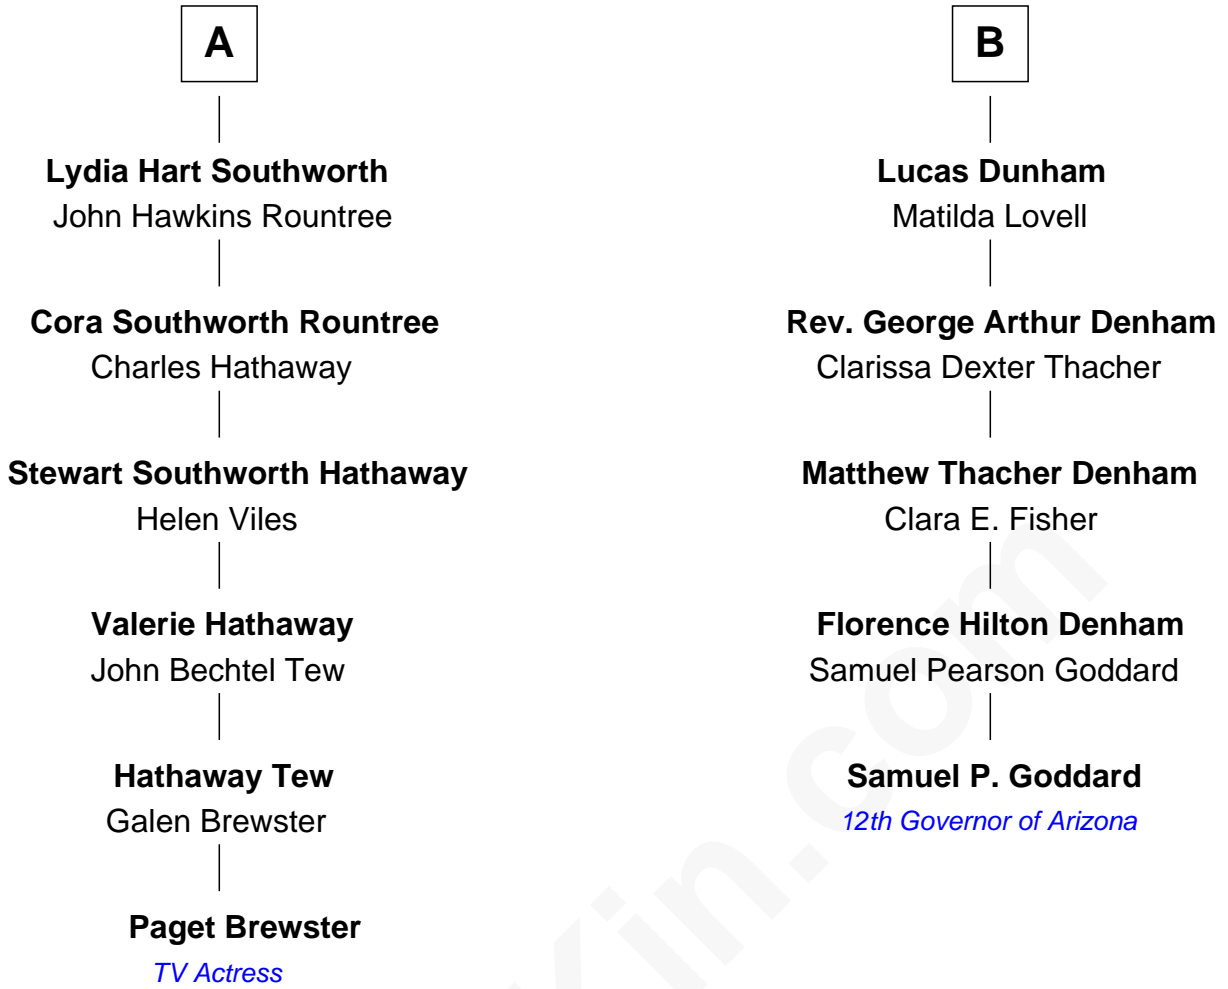 A
Lydia Hart Southworth
John Hawkins Rountree
Cora Southworth Rountree
Charles Hathaway
Stewart Southworth Hathaway
Helen Viles
Valerie Hathaway
John Bechtel Tew
Hathaway Tew
Galen Brewster
Paget Brewster
TV Actress
B
Lucas Dunham
Matilda Lovell
Rev. George Arthur Denham
Clarissa Dexter Thacher
Matthew Thacher Denham
Clara E. Fisher
Florence Hilton Denham
Samuel Pearson Goddard
Samuel P. Goddard
12th Governor of Arizona
Kin.com